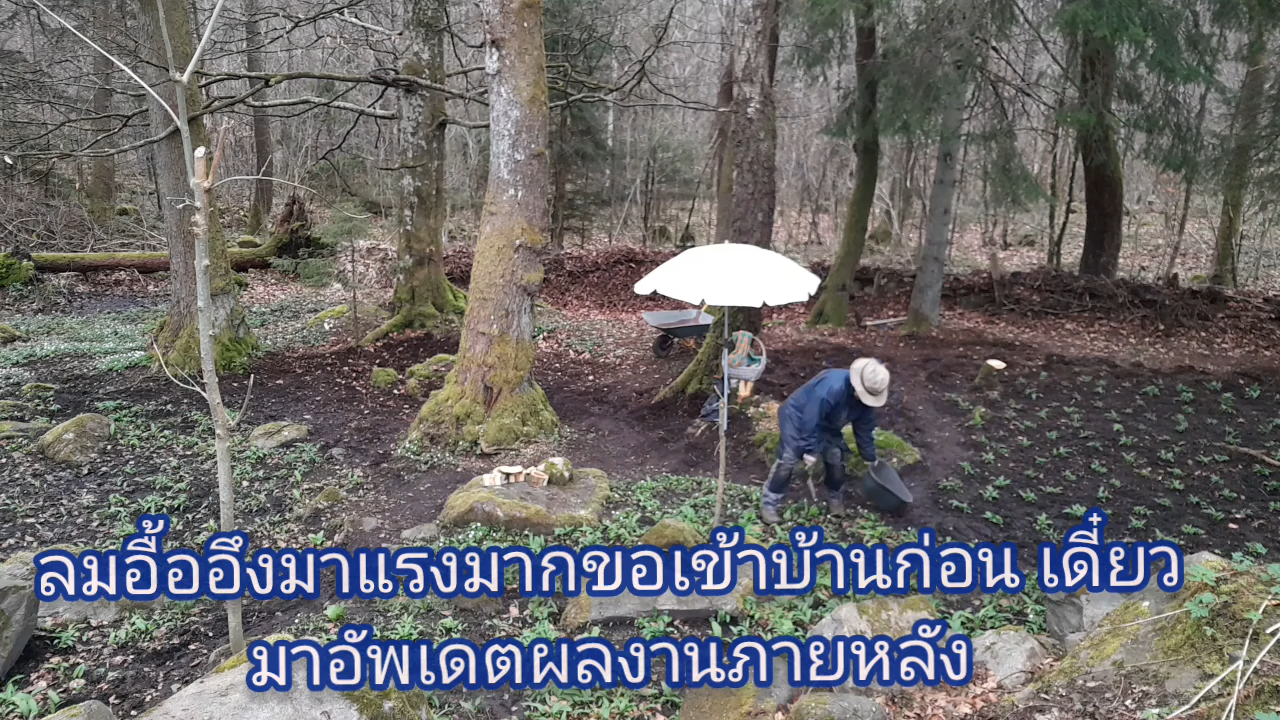 ลมอื้ออึงมาแรงมากขอเข้าบ้านก่อน เดี๋ยว
มาอัพเดตผลงานภายหลัง